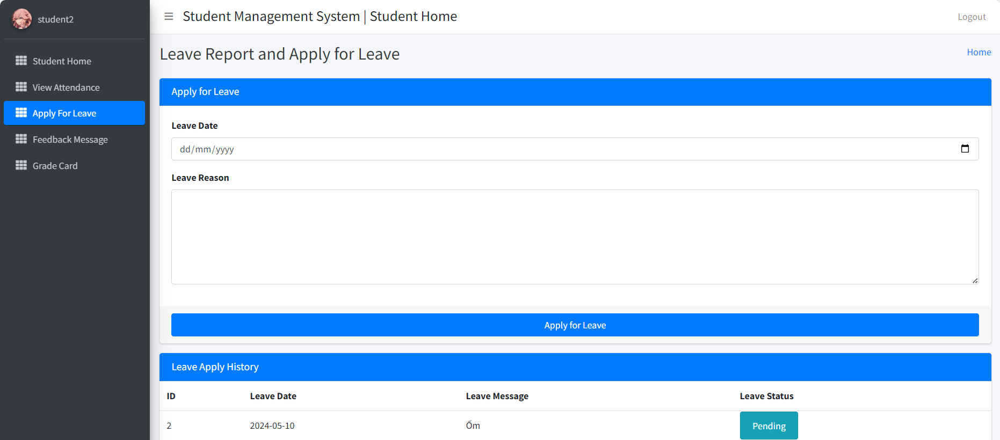 student2
Student Home
View Attendance
Apply For Leave
Feedback Message
Grade Card
Student Management System | Student Home
Logout
Leave Report and Apply for Leave
Home
Apply for Leave
Leave Date
dd/mm/yyyy
Leave Reason
Apply for Leave
Leave Apply History
ID Leave Date Leave Message Leave Status
2 2024-05-10 Ốm Pending